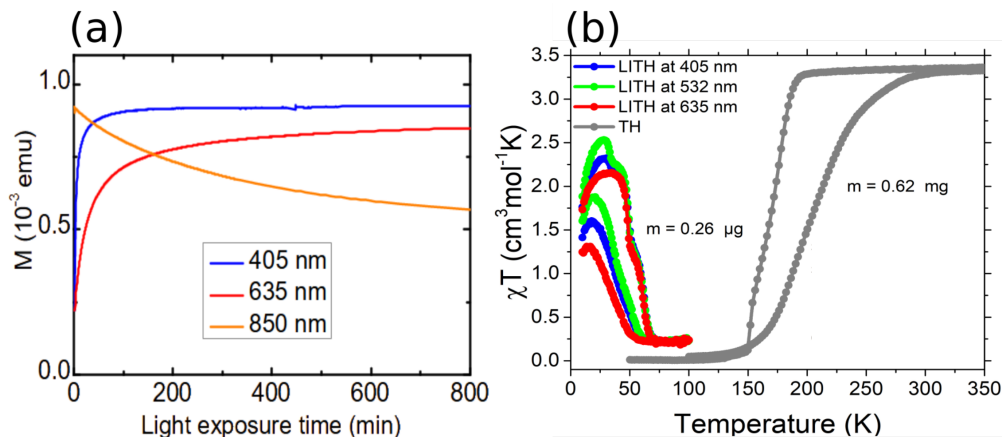 (a)
1.0
0.5
0.0
M (10⁻³ emu)
405 nm
635 nm
850 nm
0 200 400 600 800
Light exposure time (min)
(b)
3.5
3.0
2.5
2.0
1.5
1.0
0.5
0.0
χT (cm³mol⁻¹K)
LITH at 405 nm
LITH at 532 nm
LITH at 635 nm
TH
m = 0.26 μg
m = 0.62 mg
0 50 100 150 200 250 300 350
Temperature (K)